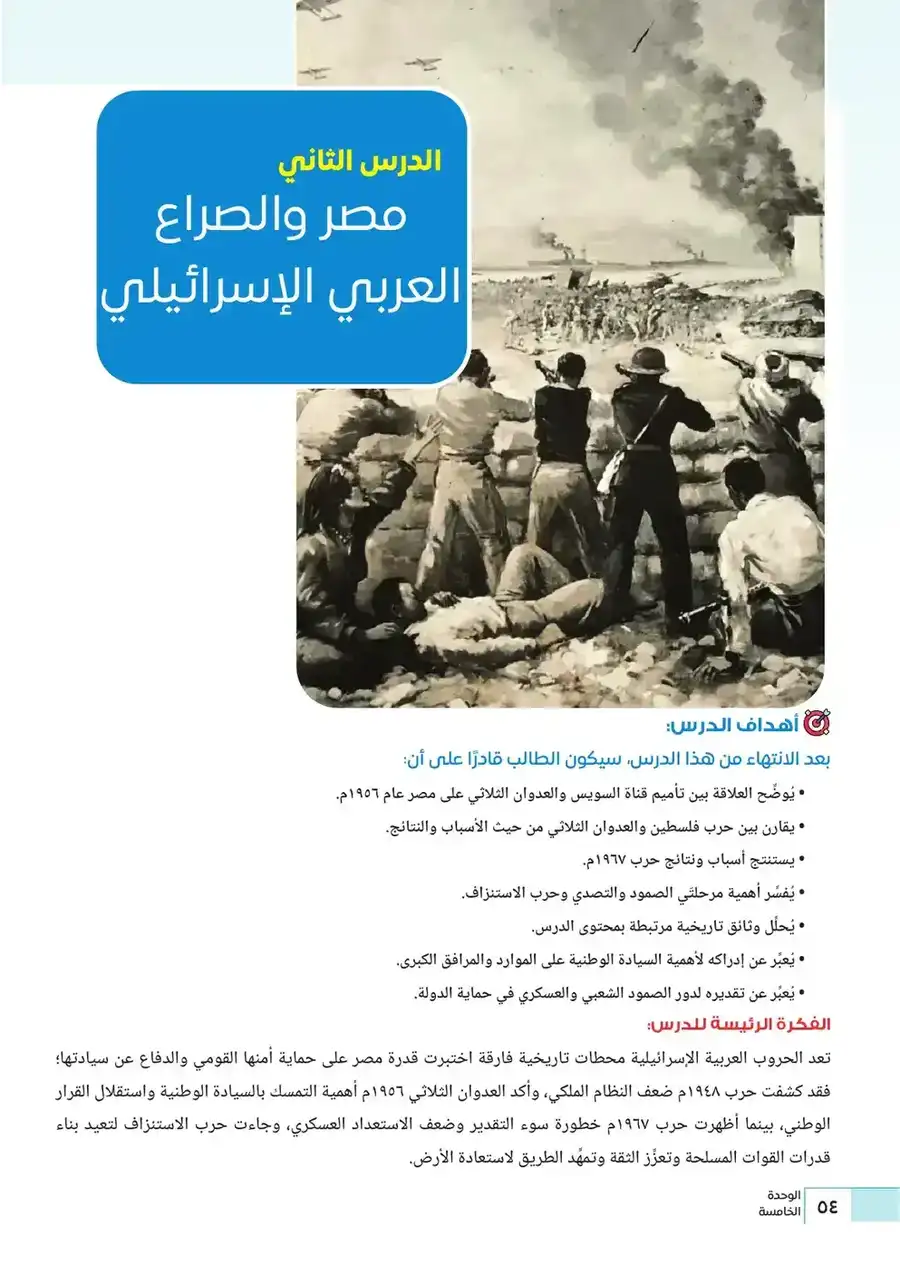 الدرس الثاني
مصر والصراع
العربي الإسرائيلي
أهداف الدرس:
بعد الانتهاء من هذا الدرس، سيكون الطالب قادرًا على أن:
• يُوضِّح العلاقة بين تأميم قناة السويس والعدوان الثلاثي على مصر عام ١٩٥٦م.
• يقارن بين حرب فلسطين والعدوان الثلاثي من حيث الأسباب والنتائج.
• يستنتج أسباب ونتائج حرب ١٩٦٧م.
• يُفسِّر أهمية مرحلتَي الصمود والتصدي وحرب الاستنزاف.
• يُحلِّل وثائق تاريخية مرتبطة بمحتوى الدرس.
• يُعبِّر عن إدراكه لأهمية السيادة الوطنية على الموارد والمرافق الكبرى.
• يُعبِّر عن تقديره لدور الصمود الشعبي والعسكري في حماية الدولة.
الفكرة الرئيسة للدرس:
تعد الحروب العربية الإسرائيلية محطات تاريخية فارقة اختبرت قدرة مصر على حماية أمنها القومي والدفاع عن سيادتها؛
فقد كشفت حرب ١٩٤٨م ضعف النظام الملكي، وأكد العدوان الثلاثي ١٩٥٦م أهمية التمسك بالسيادة الوطنية واستقلال القرار
الوطني، بينما أظهرت حرب ١٩٦٧م خطورة سوء التقدير وضعف الاستعداد العسكري، وجاءت حرب الاستنزاف لتعيد بناء
قدرات القوات المسلحة وتعزِّز الثقة وتمهِّد الطريق لاستعادة الأرض.
الوحدة
الخامسة
٥٤